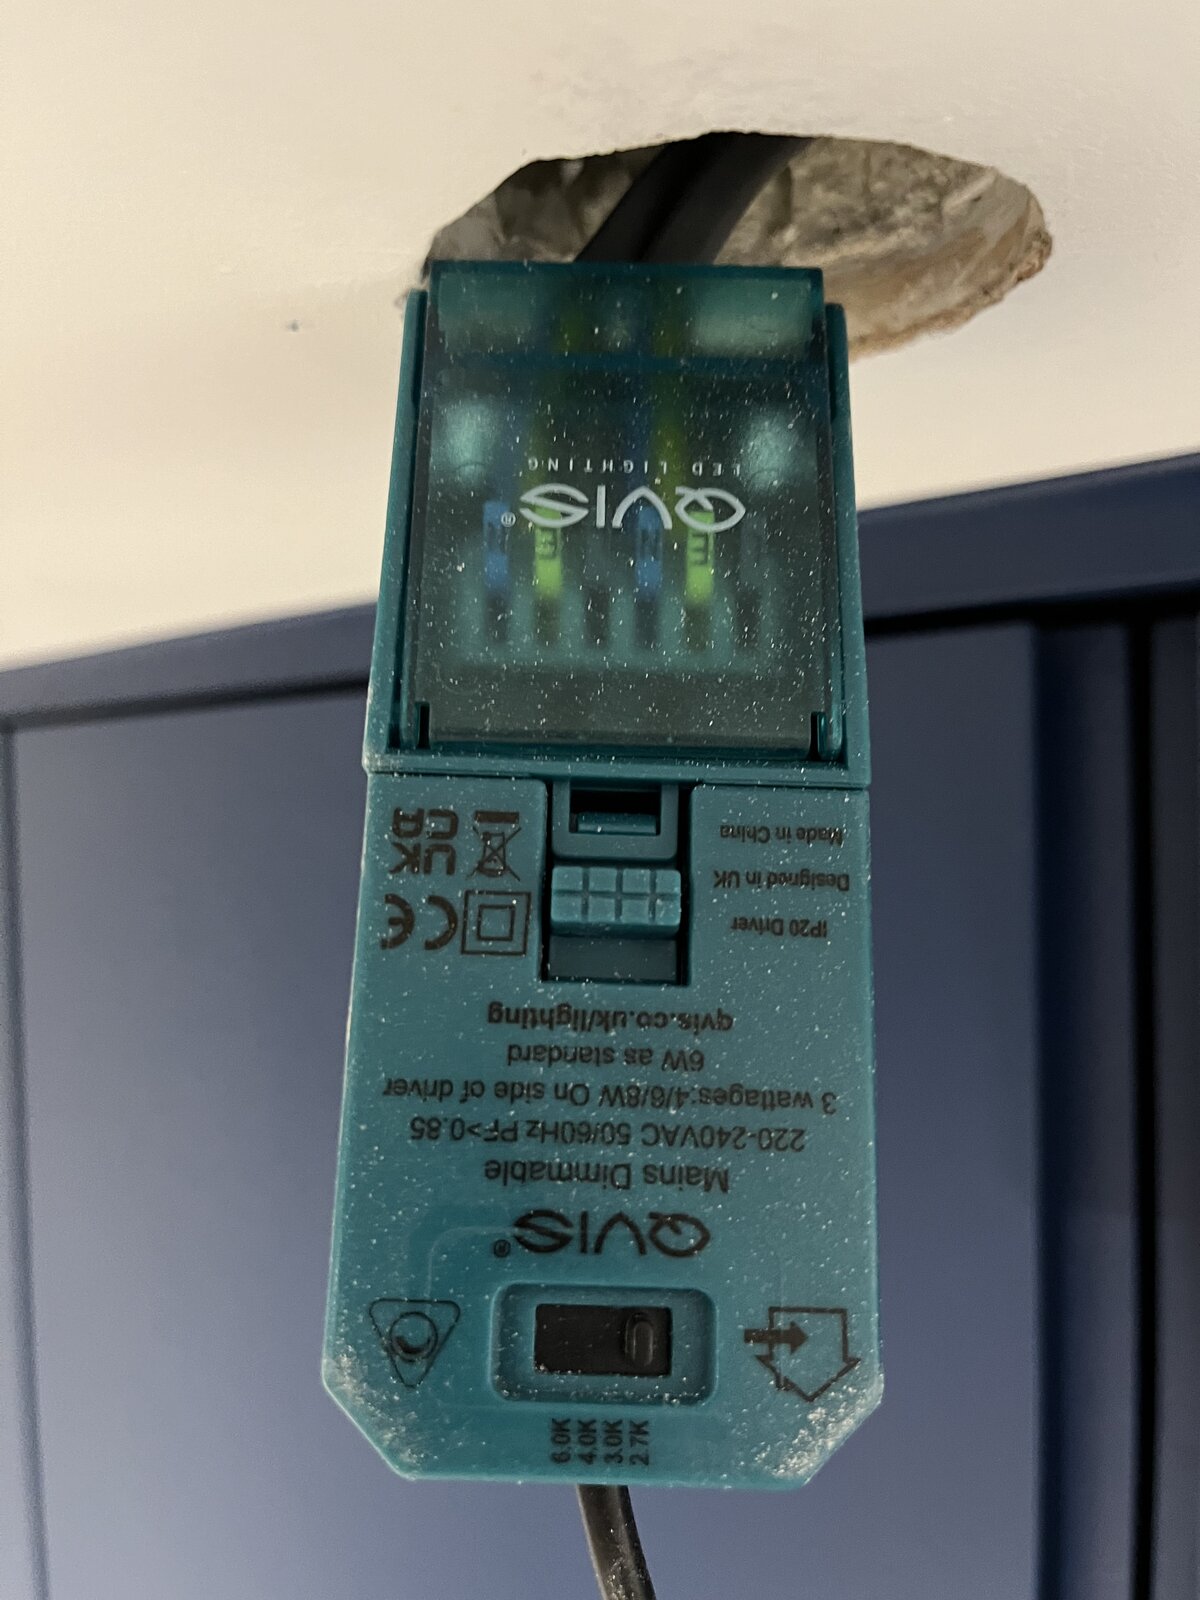 2.7K
3.0K
4.0K
6.0K
QVIS®
Mains Dimmable
220-240VAC 50/60Hz PF>0.85
3 wattages:4/6/8W On side of driver
6W as standard
qvis.co.uk/lighting
IP20 Driver
Designed in UK
Made in China
CE
UK
CA
E N E N
QVIS®
LED LIGHTING